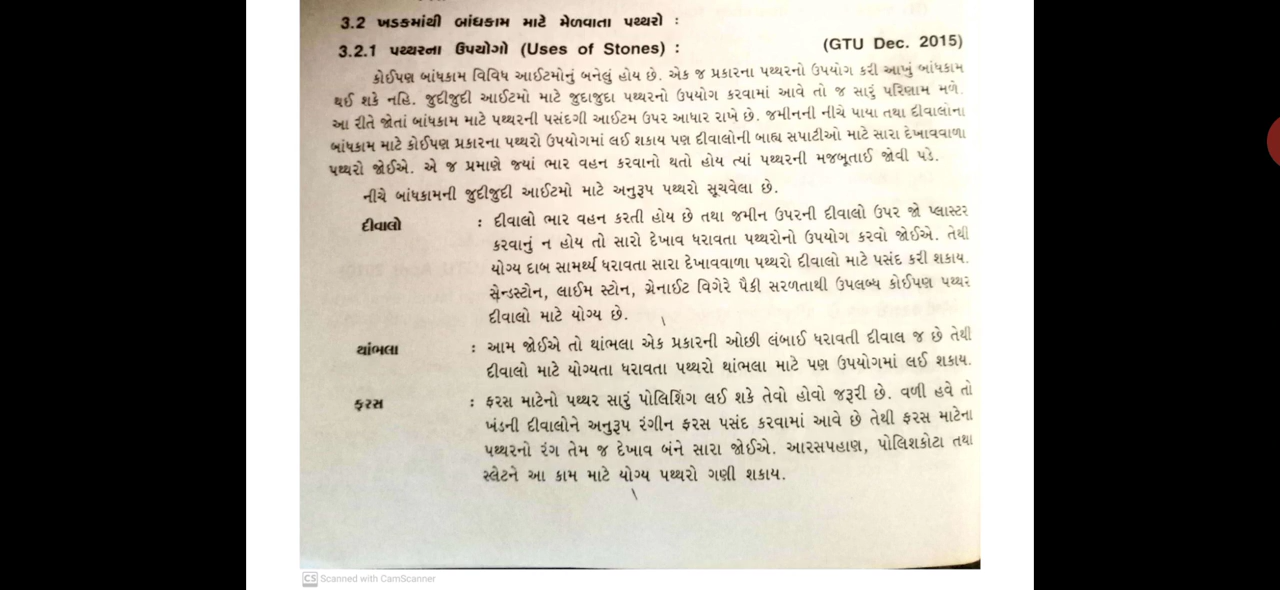 3.2 ખડકમાંથી બાંધકામ માટે મેળવાતા પથ્થરો :
3.2.1 પથ્થરના ઉપયોગો (Uses of Stones) : (GTU Dec. 2015)
કોઈપણ બાંધકામ વિવિધ આઈટમોનું બનેલું હોય છે. એક જ પ્રકારના પથ્થરનો ઉપયોગ કરી આખું બાંધકામ
થઈ શકે નહિ. જુદીજુદી આઈટમો માટે જુદાજુદા પથ્થરનો ઉપયોગ કરવામાં આવે તો જ સારું પરિણામ મળે.
આ રીતે જોતાં બાંધકામ માટે પથ્થરની પસંદગી આઈટમ ઉપર આધાર રાખે છે. જમીનની નીચે પાયા તથા દીવાલોના
બાંધકામ માટે કોઈપણ પ્રકારના પથ્થરો ઉપયોગમાં લઈ શકાય પણ દીવાલોની બાહ્ય સપાટીઓ માટે સારા દેખાવવાળા
પથ્થરો જોઈએ. એ જ પ્રમાણે જ્યાં ભાર વહન કરવાનો થતો હોય ત્યાં પથ્થરની મજબૂતાઈ જોવી પડે.
નીચે બાંધકામની જુદીજુદી આઈટમો માટે અનુરૂપ પથ્થરો સૂચવેલા છે.
દીવાલો : દીવાલો ભાર વહન કરતી હોય છે તથા જમીન ઉપરની દીવાલો ઉપર જો પ્લાસ્ટર
કરવાનું ન હોય તો સારો દેખાવ ધરાવતા પથ્થરોનો ઉપયોગ કરવો જોઈએ. તેથી
યોગ્ય દાબ સામર્થ્ય ધરાવતા સારા દેખાવવાળા પથ્થરો દીવાલો માટે પસંદ કરી શકાય.
સેન્ડસ્ટોન, લાઈમ સ્ટોન, ગ્રેનાઈટ વિગેરે પૈકી સરળતાથી ઉપલબ્ધ કોઈપણ પથ્થર
દીવાલો માટે યોગ્ય છે.
થાંભલા : આમ જોઈએ તો થાંભલા એક પ્રકારની ઓછી લંબાઈ ધરાવતી દીવાલ જ છે તેથી
દીવાલો માટે યોગ્યતા ધરાવતા પથ્થરો થાંભલા માટે પણ ઉપયોગમાં લઈ શકાય.
ફરસ : ફરસ માટેનો પથ્થર સારું પોલિશિંગ લઈ શકે તેવો હોવો જરૂરી છે. વળી હવે તો
ખંડની દીવાલોને અનુરૂપ રંગીન ફરસ પસંદ કરવામાં આવે છે તેથી ફરસ માટેના
પથ્થરનો રંગ તેમ જ દેખાવ બંને સારા જોઈએ. આરસપહાણ, પોલિશકોટા તથા
સ્લેટને આ કામ માટે યોગ્ય પથ્થરો ગણી શકાય.
CS Scanned with CamScanner